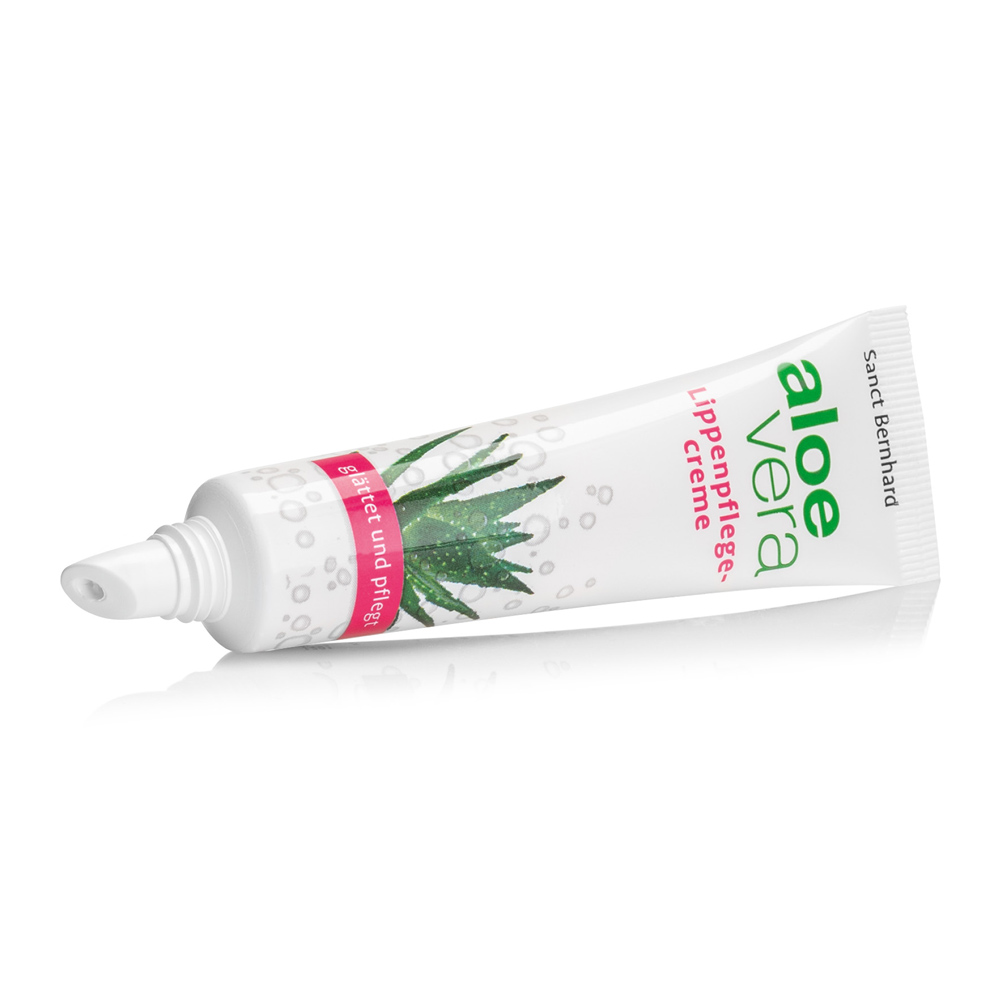 Sanct Bernhard
aloe
vera
Lippenpflege-
creme
glättet und pflegt